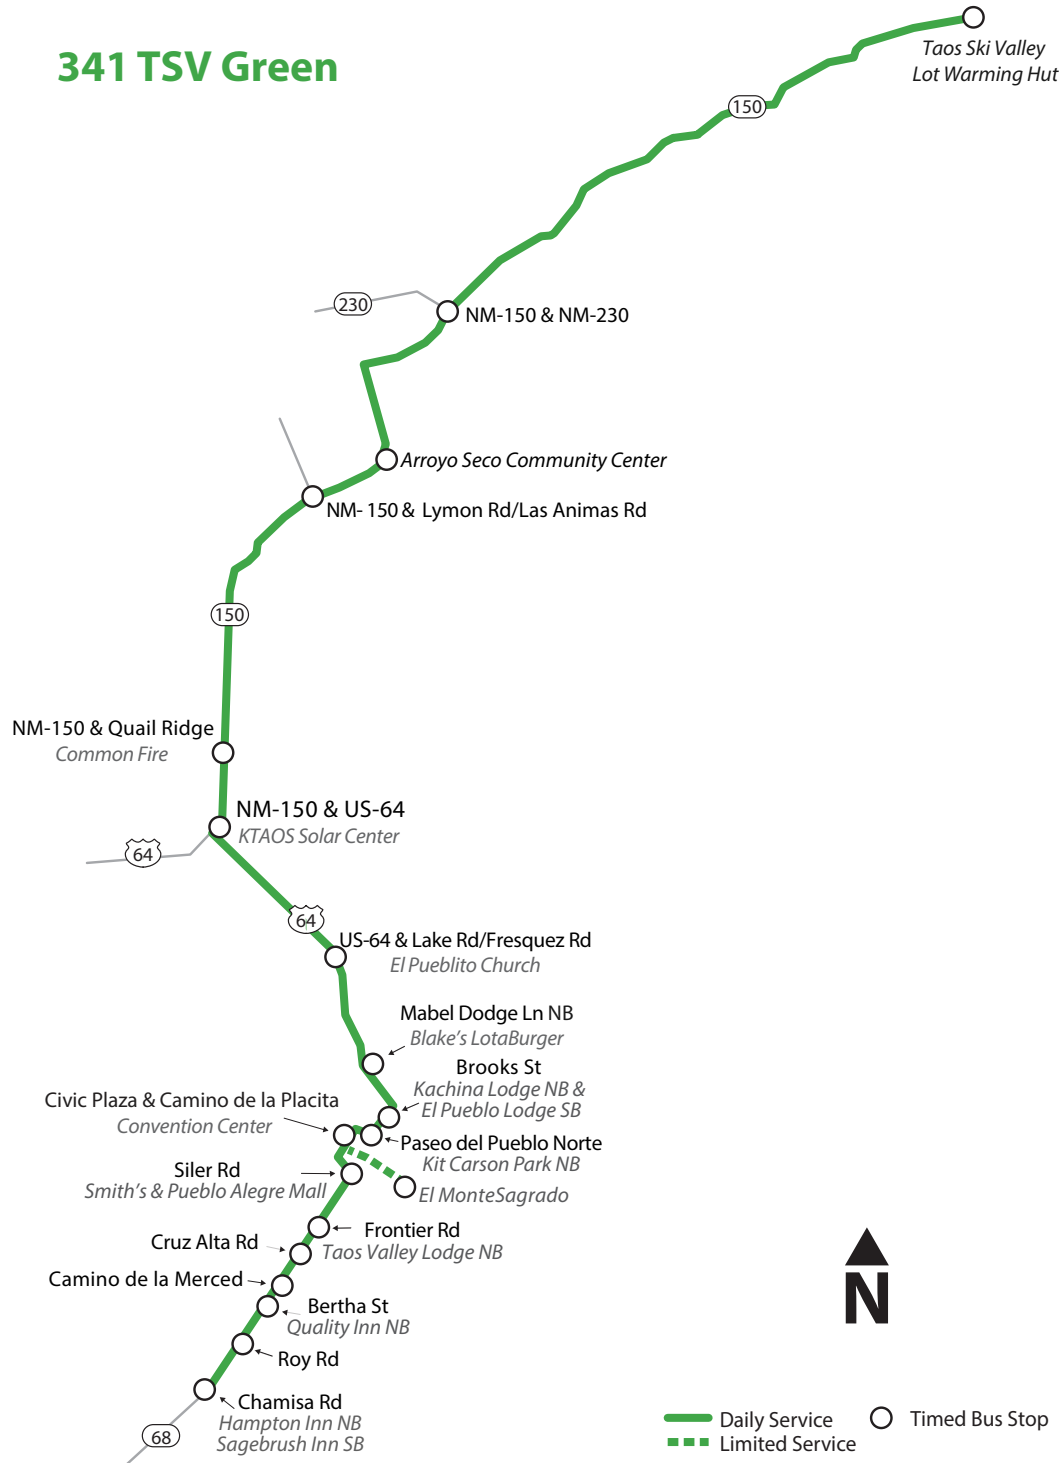 341 TSV Green
Taos Ski Valley
Lot Warming Hut
150
230
NM-150 & NM-230
Arroyo Seco Community Center
NM- 150 & Lymon Rd/Las Animas Rd
150
NM-150 & Quail Ridge
Common Fire
NM-150 & US-64
KTAOS Solar Center
64
64
US-64 & Lake Rd/Fresquez Rd
El Pueblito Church
Mabel Dodge Ln NB
Blake's LotaBurger
Brooks St
Kachina Lodge NB &
El Pueblo Lodge SB
Civic Plaza & Camino de la Placita
Convention Center
Paseo del Pueblo Norte
Kit Carson Park NB
Siler Rd
Smith's & Pueblo Alegre Mall
El MonteSagrado
Frontier Rd
Taos Valley Lodge NB
Cruz Alta Rd
Camino de la Merced
Bertha St
Quality Inn NB
Roy Rd
Chamisa Rd
Hampton Inn NB
Sagebrush Inn SB
68
N
Daily Service
Limited Service
Timed Bus Stop